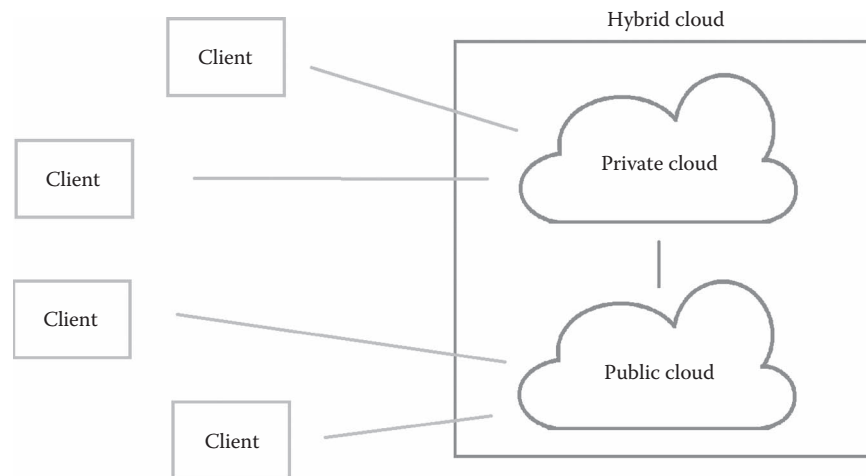 Hybrid cloud
Client
Private cloud
Client
Client
Public cloud
Client